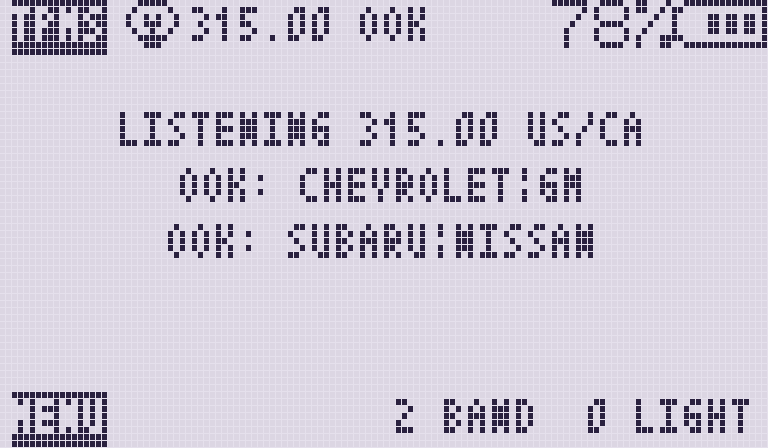 315.00 OOK 78%
LISTENING 315.00 US/CA
OOK: CHEVROLET|GM
OOK: SUBARU|NISSAN
2 BAND 0 LIGHT